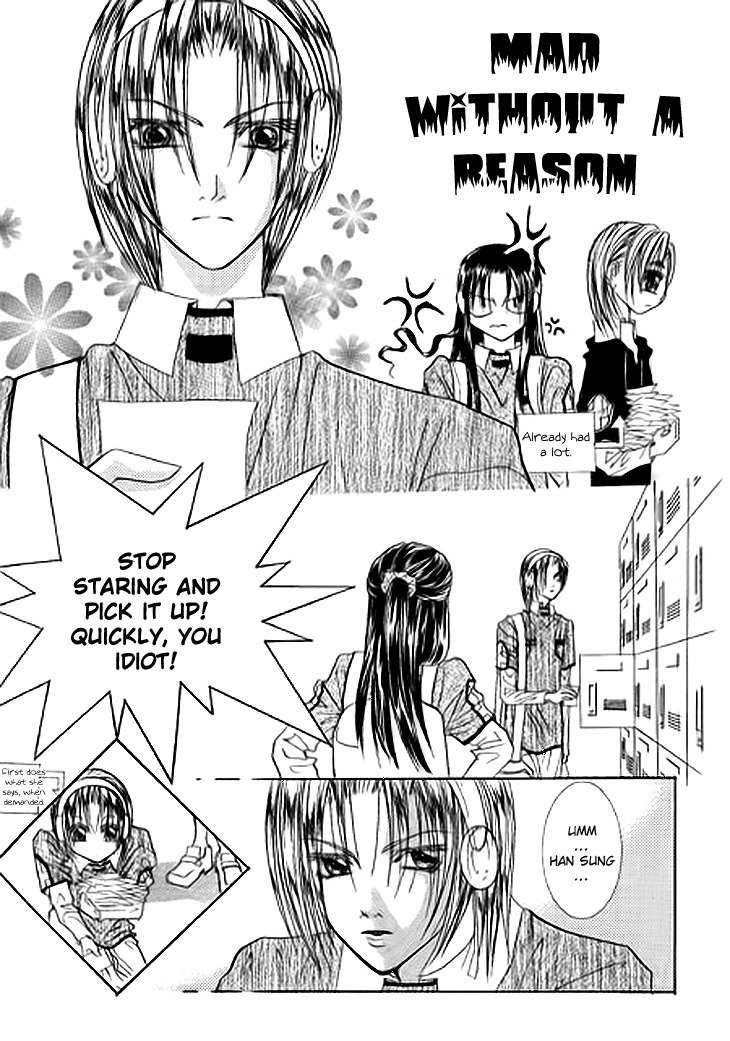 MAD
WITHOUT A
REASON
Already had
a lot.
STOP
STARING AND
PICK IT UP!
QUICKLY, YOU
IDIOT!
First does
what she
says, when
demanded.
UMM
...
HAN SUNG
...